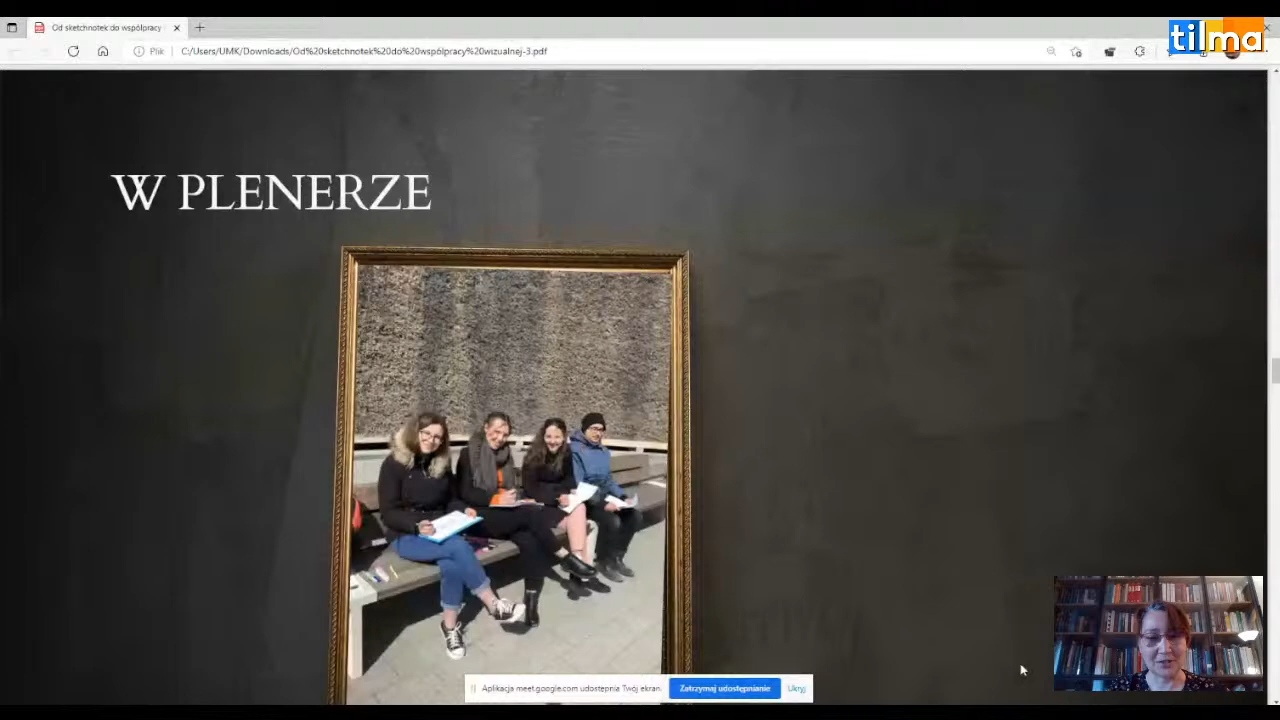 Od sketchnotek do współpracy
Plik
C:/Users/UMK/Downloads/Od%20sketchnotek%20do%20współpracy%20wizualnej-3.pdf
tilma
W PLENERZE
Aplikacja meet.google.com udostępnia Twój ekran.
Zatrzymaj udostępnianie
Ukryj